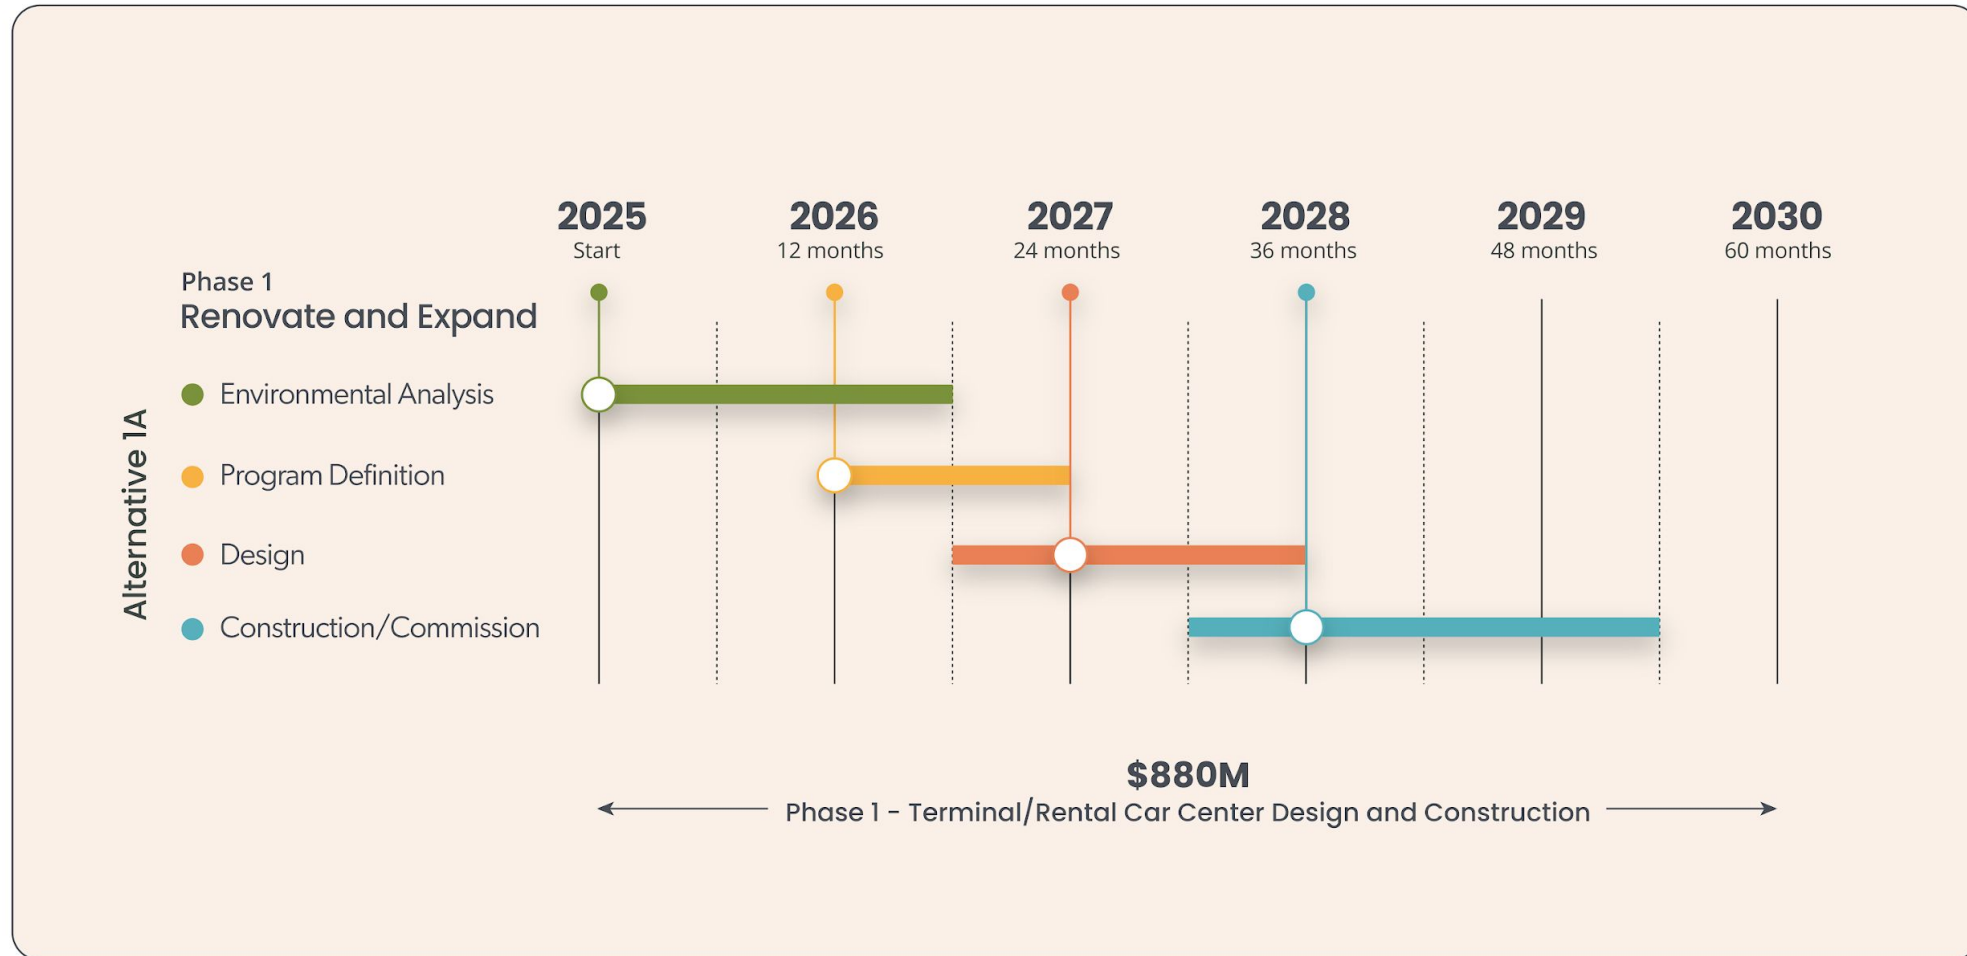 2025
Start
2026
12 months
2027
24 months
2028
36 months
2029
48 months
2030
60 months
Phase 1
Renovate and Expand
Alternative 1A
Environmental Analysis
Program Definition
Design
Construction/Commission
$880M
Phase 1 - Terminal/Rental Car Center Design and Construction